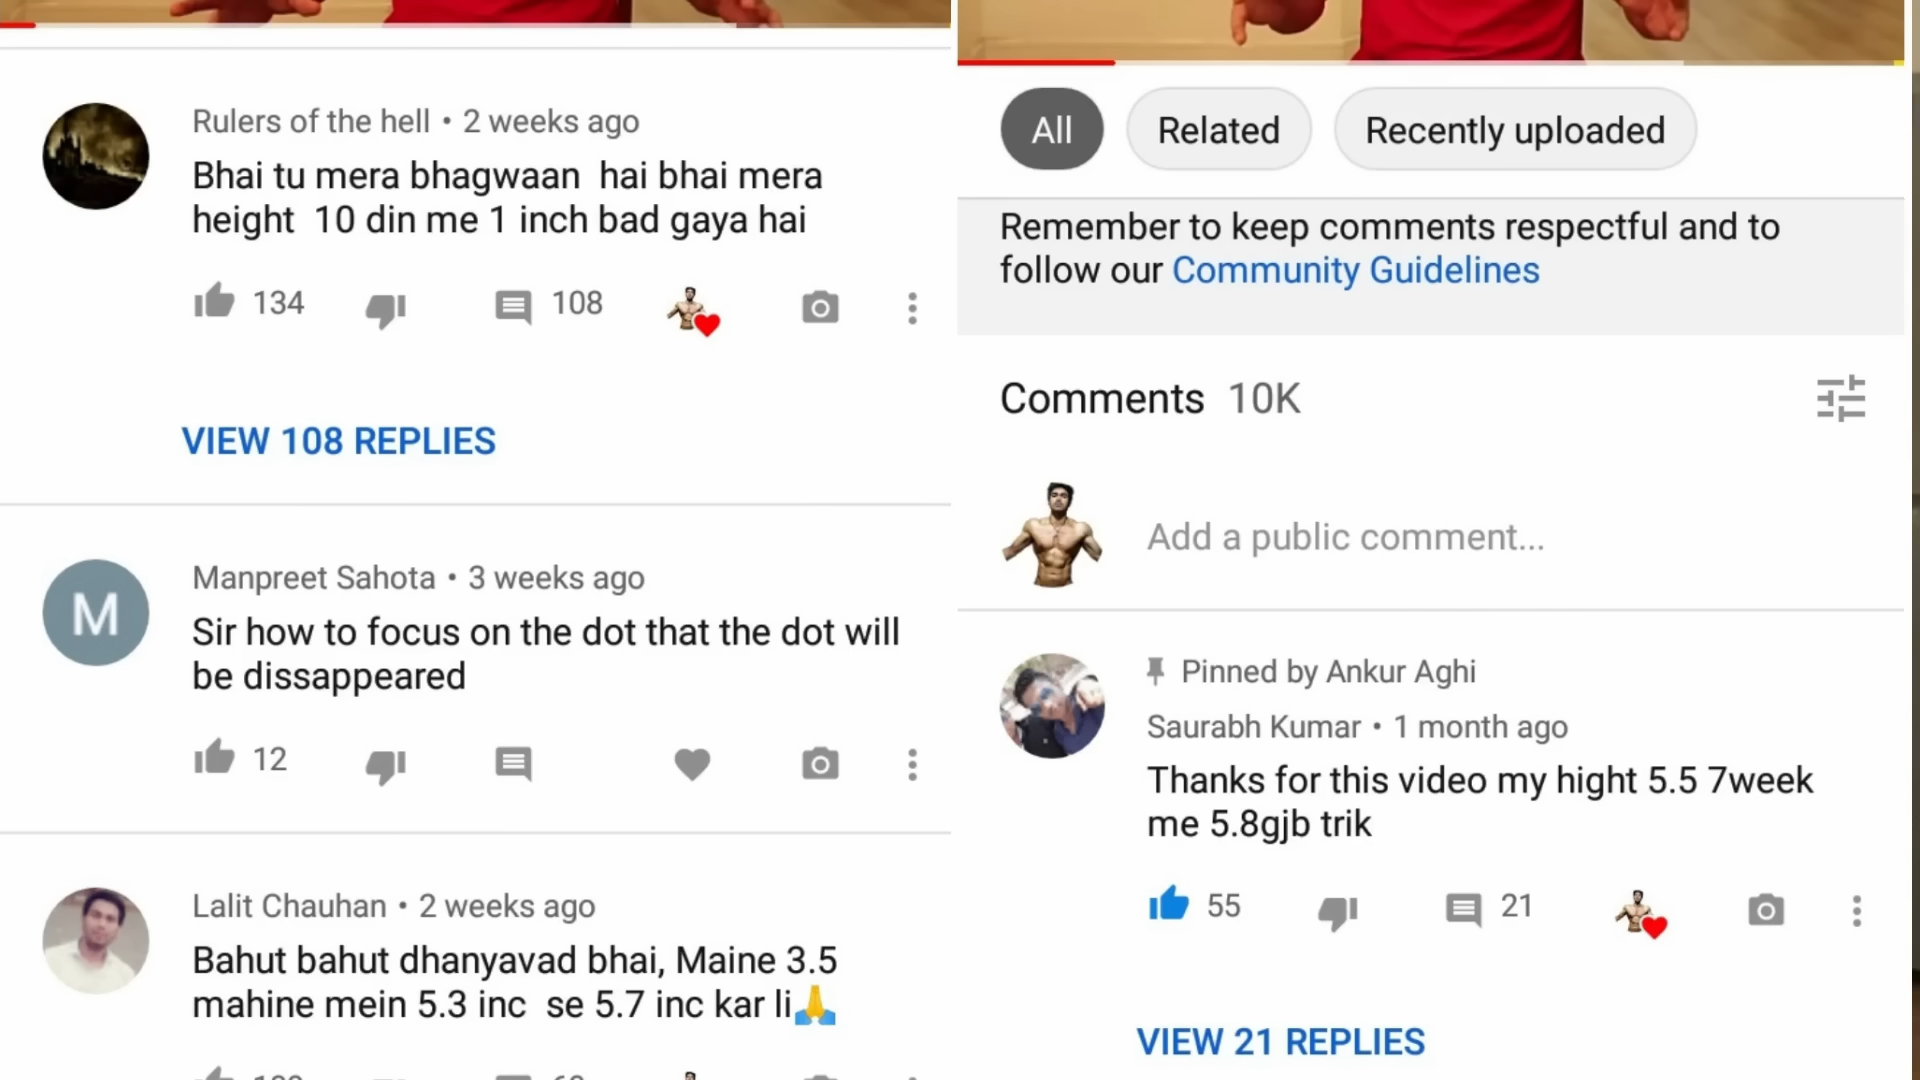 Rulers of the hell • 2 weeks ago
Bhai tu mera bhagwaan hai bhai mera
height 10 din me 1 inch bad gaya hai
134
108
VIEW 108 REPLIES
M
Manpreet Sahota • 3 weeks ago
Sir how to focus on the dot that the dot will
be dissappeared
12
Lalit Chauhan • 2 weeks ago
Bahut bahut dhanyavad bhai, Maine 3.5
mahine mein 5.3 inc se 5.7 inc kar li🙏
All
Related
Recently uploaded
Remember to keep comments respectful and to
follow our Community Guidelines
Comments 10K
Add a public comment...
Pinned by Ankur Aghi
Saurabh Kumar • 1 month ago
Thanks for this video my hight 5.5 7week
me 5.8gjb trik
55
21
VIEW 21 REPLIES